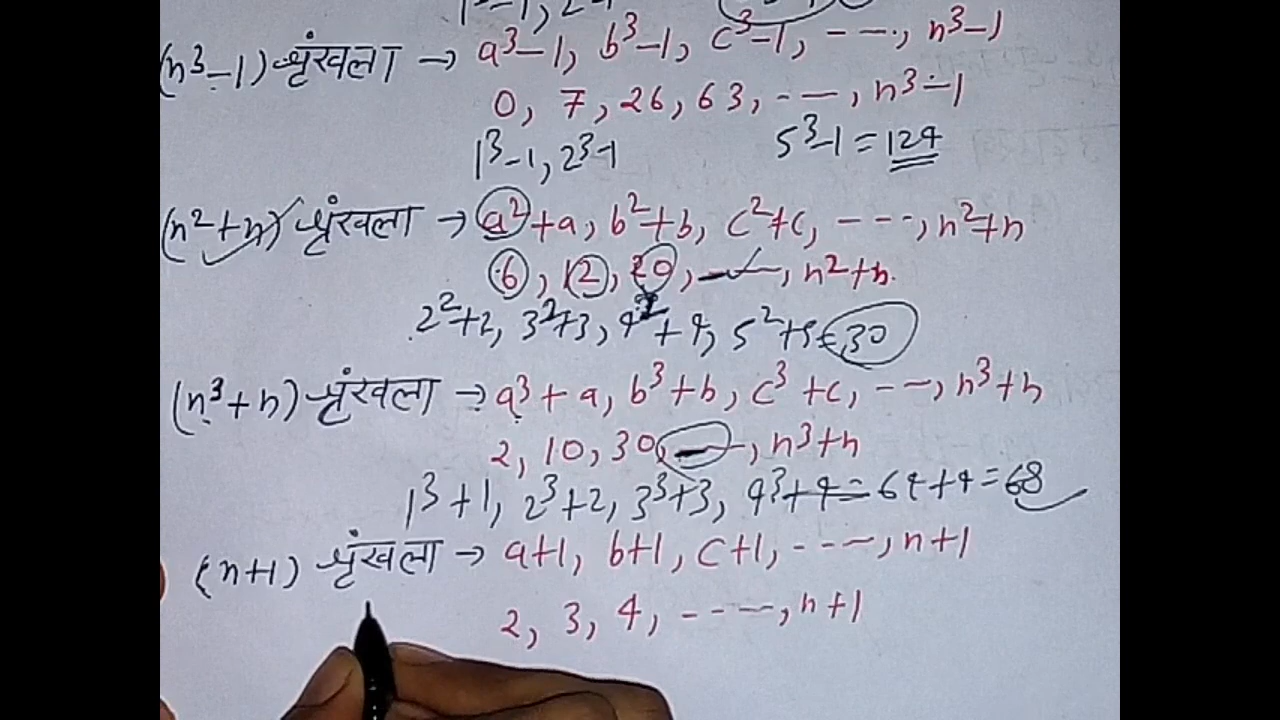 (n³-1) शृंखला → a³-1, b³-1, c³-1, ----, n³-1
0, 7, 26, 63, ---, n³-1
1³-1, 2³-1 5³-1 = 124
(n²+n) शृंखला → a²+a, b²+b, c²+c, ----, n²+n
6, 12, 20, ---, n²+n.
2²+2, 3²+3, 4²+4, 5²+5=30
(n³+n) शृंखला → a³+a, b³+b, c³+c, ---, n³+n
2, 10, 30, ---, n³+n
1³+1, 2³+2, 3³+3, 4³+4=64+4=68
(n+1) शृंखला → a+1, b+1, c+1, ----, n+1
2, 3, 4, ----, n+1